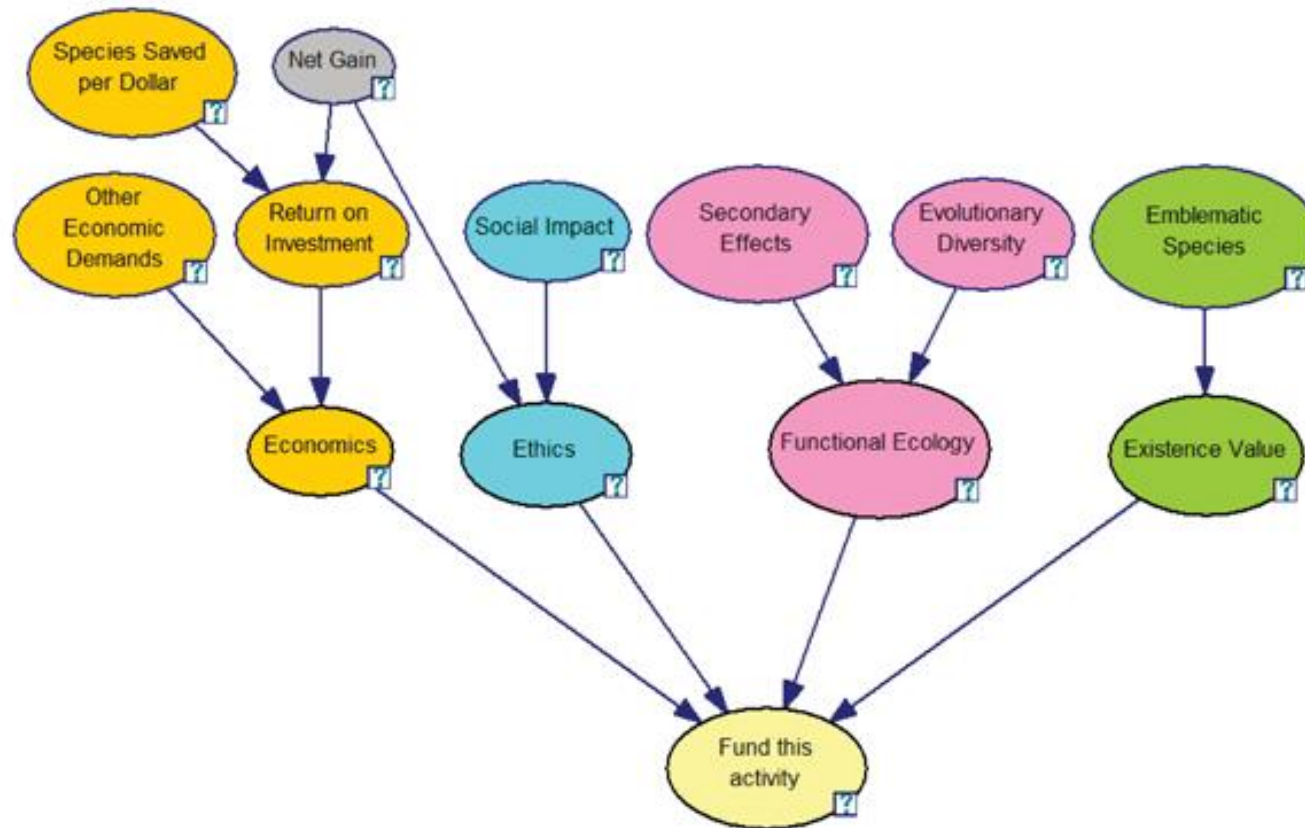 Species Saved
per Dollar
?
Net Gain
?
Other
Economic
Demands
?
Return on
Investment
?
Social Impact
?
Secondary
Effects
?
Evolutionary
Diversity
?
Emblematic
Species
?
Economics
?
Ethics
?
Functional Ecology
?
Existence Value
?
Fund this
activity
?